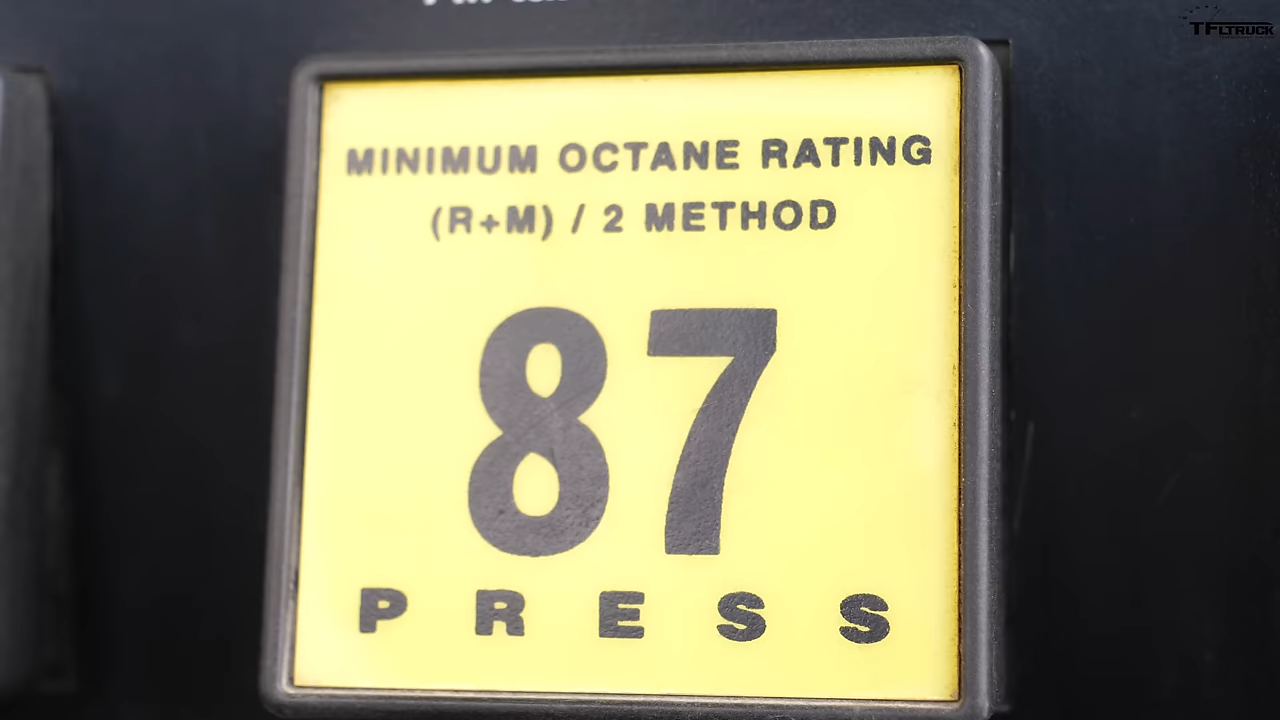 TFLTRUCK
MINIMUM OCTANE RATING
(R+M) / 2 METHOD
87
PRESS